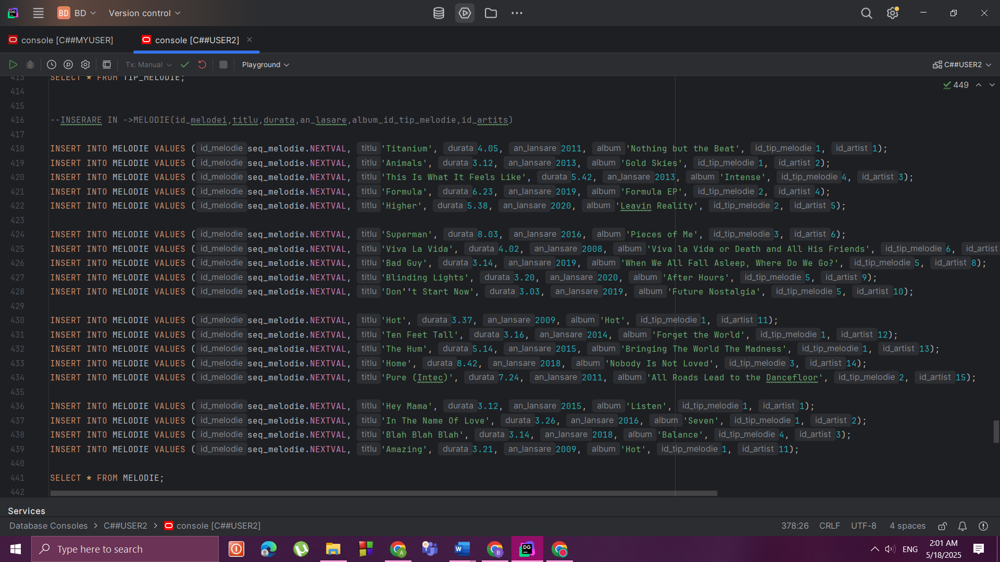 BD BD Version control
console [C##MYUSER] console [C##USER2]
Tx: Manual Playground C##USER2
413 SELECT * FROM TIP_MELODIE;
449
414
415
416 --INSERARE IN ->MELODIE(id_melodei,titlu,durata,an_lasare,album_id_tip_melodie,id_artits)
417
418 INSERT INTO MELODIE VALUES ( id_melodie seq_melodie.NEXTVAL, titlu 'Titanium', durata 4.05, an_lansare 2011, album 'Nothing but the Beat', id_tip_melodie 1, id_artist 1);
419 INSERT INTO MELODIE VALUES ( id_melodie seq_melodie.NEXTVAL, titlu 'Animals', durata 3.12, an_lansare 2013, album 'Gold Skies', id_tip_melodie 1, id_artist 2);
420 INSERT INTO MELODIE VALUES ( id_melodie seq_melodie.NEXTVAL, titlu 'This Is What It Feels Like', durata 5.42, an_lansare 2013, album 'Intense', id_tip_melodie 4, id_artist 3);
421 INSERT INTO MELODIE VALUES ( id_melodie seq_melodie.NEXTVAL, titlu 'Formula', durata 6.23, an_lansare 2019, album 'Formula EP', id_tip_melodie 2, id_artist 4);
422 INSERT INTO MELODIE VALUES ( id_melodie seq_melodie.NEXTVAL, titlu 'Higher', durata 5.38, an_lansare 2020, album 'Leavin Reality', id_tip_melodie 2, id_artist 5);
423
424 INSERT INTO MELODIE VALUES ( id_melodie seq_melodie.NEXTVAL, titlu 'Superman', durata 8.03, an_lansare 2016, album 'Pieces of Me', id_tip_melodie 3, id_artist 6);
425 INSERT INTO MELODIE VALUES ( id_melodie seq_melodie.NEXTVAL, titlu 'Viva La Vida', durata 4.02, an_lansare 2008, album 'Viva la Vida or Death and All His Friends', id_tip_melodie 6, id_artist
426 INSERT INTO MELODIE VALUES ( id_melodie seq_melodie.NEXTVAL, titlu 'Bad Guy', durata 3.14, an_lansare 2019, album 'When We All Fall Asleep, Where Do We Go?', id_tip_melodie 5, id_artist 8);
427 INSERT INTO MELODIE VALUES ( id_melodie seq_melodie.NEXTVAL, titlu 'Blinding Lights', durata 3.20, an_lansare 2020, album 'After Hours', id_tip_melodie 5, id_artist 9);
428 INSERT INTO MELODIE VALUES ( id_melodie seq_melodie.NEXTVAL, titlu 'Don''t Start Now', durata 3.03, an_lansare 2019, album 'Future Nostalgia', id_tip_melodie 5, id_artist 10);
429
430 INSERT INTO MELODIE VALUES ( id_melodie seq_melodie.NEXTVAL, titlu 'Hot', durata 3.37, an_lansare 2009, album 'Hot', id_tip_melodie 1, id_artist 11);
431 INSERT INTO MELODIE VALUES ( id_melodie seq_melodie.NEXTVAL, titlu 'Ten Feet Tall', durata 3.16, an_lansare 2014, album 'Forget the World', id_tip_melodie 1, id_artist 12);
432 INSERT INTO MELODIE VALUES ( id_melodie seq_melodie.NEXTVAL, titlu 'The Hum', durata 5.14, an_lansare 2015, album 'Bringing The World The Madness', id_tip_melodie 1, id_artist 13);
433 INSERT INTO MELODIE VALUES ( id_melodie seq_melodie.NEXTVAL, titlu 'Home', durata 8.42, an_lansare 2018, album 'Nobody Is Not Loved', id_tip_melodie 3, id_artist 14);
434 INSERT INTO MELODIE VALUES ( id_melodie seq_melodie.NEXTVAL, titlu 'Pure (Intec)', durata 7.24, an_lansare 2011, album 'All Roads Lead to the Dancefloor', id_tip_melodie 2, id_artist 15);
435
436 INSERT INTO MELODIE VALUES ( id_melodie seq_melodie.NEXTVAL, titlu 'Hey Mama', durata 3.12, an_lansare 2015, album 'Listen', id_tip_melodie 1, id_artist 1);
437 INSERT INTO MELODIE VALUES ( id_melodie seq_melodie.NEXTVAL, titlu 'In The Name Of Love', durata 3.26, an_lansare 2016, album 'Seven', id_tip_melodie 1, id_artist 2);
438 INSERT INTO MELODIE VALUES ( id_melodie seq_melodie.NEXTVAL, titlu 'Blah Blah Blah', durata 3.14, an_lansare 2018, album 'Balance', id_tip_melodie 4, id_artist 3);
439 INSERT INTO MELODIE VALUES ( id_melodie seq_melodie.NEXTVAL, titlu 'Amazing', durata 3.21, an_lansare 2009, album 'Hot', id_tip_melodie 1, id_artist 11);
440
441 SELECT * FROM MELODIE;
442
Services
Database Consoles > C##USER2 > console [C##USER2] 378:26 CRLF UTF-8 4 spaces
Type here to search ENG 2:01 AM
5/18/2025